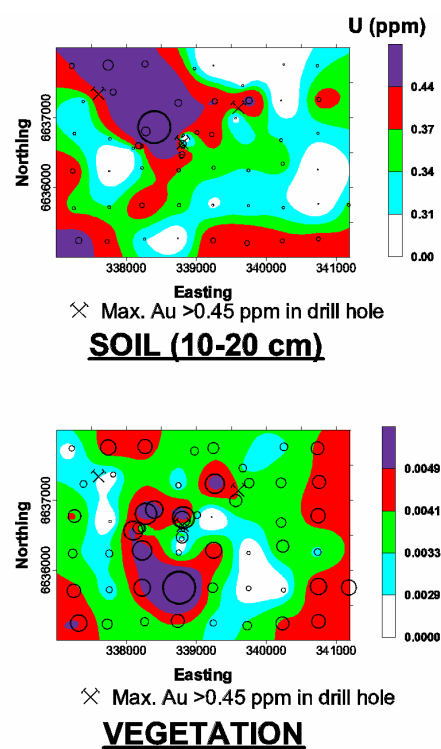 U (ppm)
0.44
0.37
0.34
0.31
0.00
Northing
6637000
6636000
338000 339000 340000 341000
Easting
Max. Au >0.45 ppm in drill hole
SOIL (10-20 cm)
0.0049
0.0041
0.0033
0.0029
0.0000
Northing
6637000
6636000
338000 339000 340000 341000
Easting
Max. Au >0.45 ppm in drill hole
VEGETATION